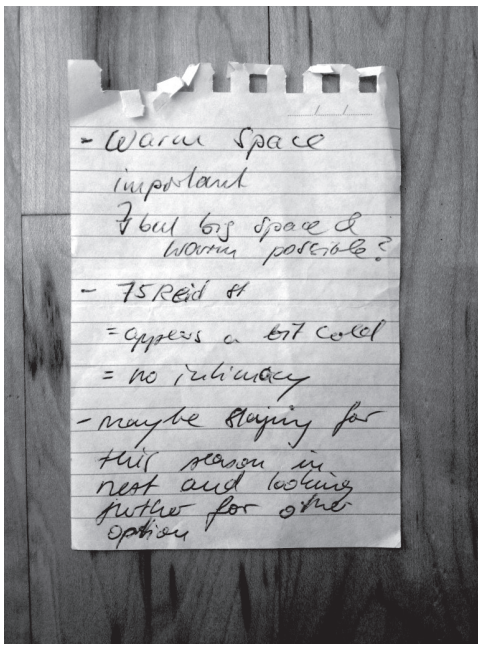 - Warm Space
important
but big space &
warm possible?
- 75 Reid st
= appears a bit cold
= no intimacy
- maybe staying for
this season in
nest and looking
further for other
option